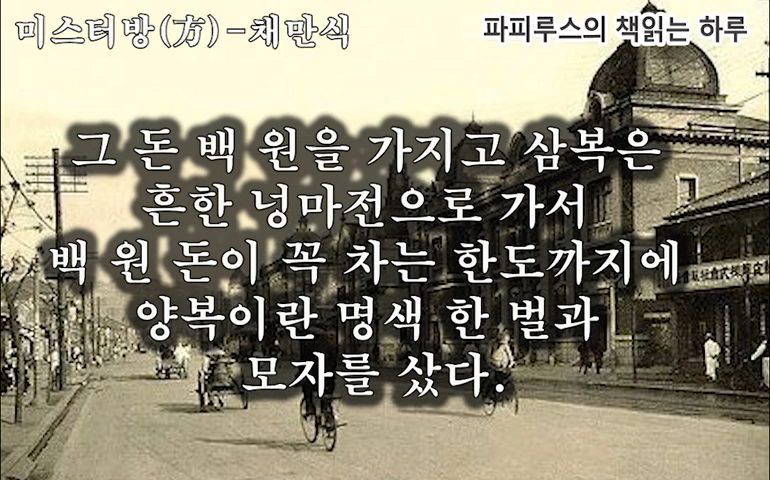 미스터방(方)-채만식
파피루스의 책읽는 하루
그 돈 백 원을 가지고 삼복은
흔한 넝마전으로 가서
백 원 돈이 꼭 차는 한도까지에
양복이란 명색 한 벌과
모자를 샀다.